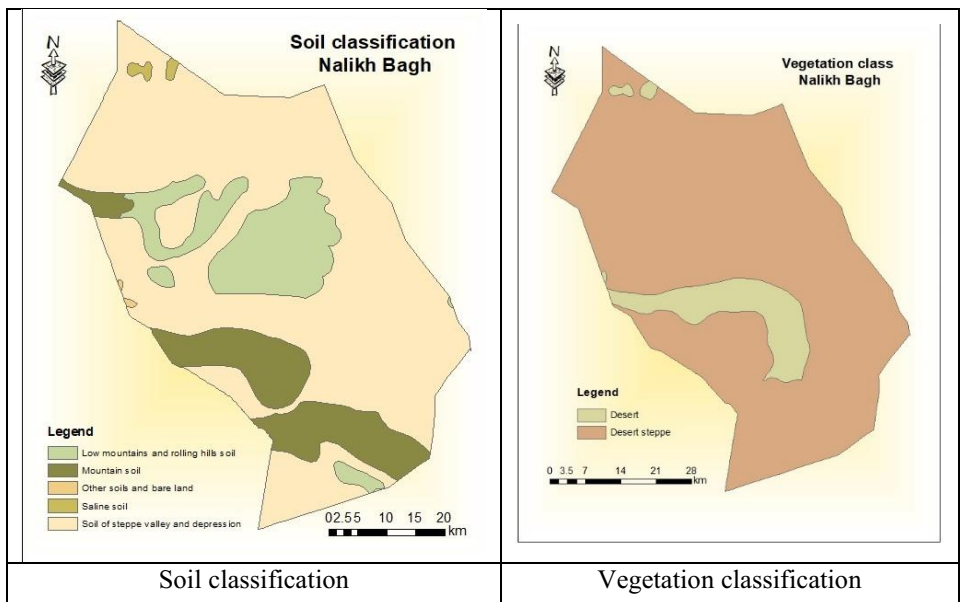 N
Soil classification
Nalikh Bagh
Legend
Low mountains and rolling hills soil
Mountain soil
Other soils and bare land
Saline soil
Soil of steppe valley and depression
02.55 10 15 20
km
N
Vegetation class
Nalikh Bagh
Legend
Desert
Desert steppe
0 3.5 7 14 21 28
km
Soil classification
Vegetation classification